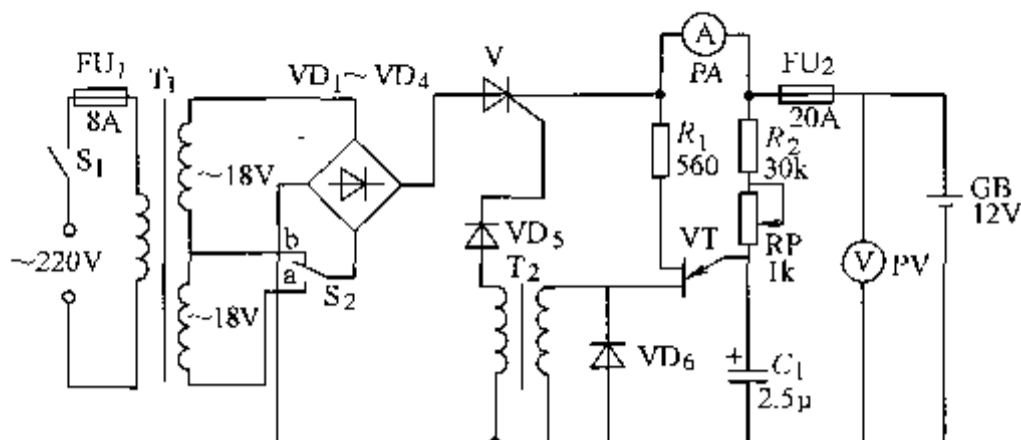 FU1
8A
S1
~220V
T1
~18V
~18V
VD1~VD4
b
a
S2
V
VD5
T2
A
PA
R1
560
VT
VD6
R2
30k
RP
1k
+
C1
2.5μ
FU2
20A
V
PV
GB
12V